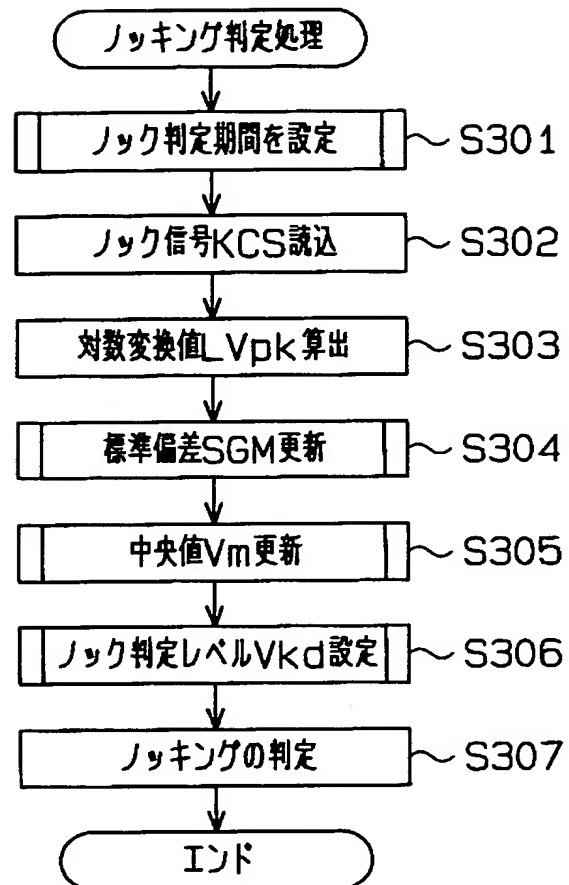 ノッキング判定処理
ノック判定期間を設定 S301
ノック信号KCS読込 S302
対数変換値LVpk算出 S303
標準偏差SGM更新 S304
中央値Vm更新 S305
ノック判定レベルVkd設定 S306
ノッキングの判定 S307
エンド